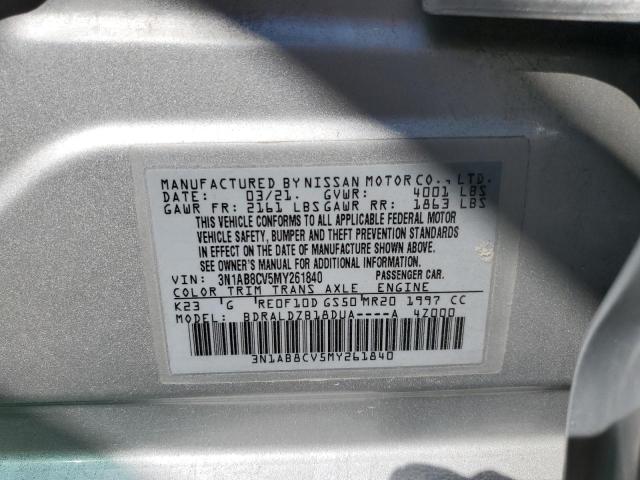 MANUFACTURED BY NISSAN MOTOR CO., LTD.
DATE: 03/21. GVWR: 4001 LBS
GAWR FR: 2161 LBS GAWR RR: 1863 LBS
THIS VEHICLE CONFORMS TO ALL APPLICABLE FEDERAL MOTOR
VEHICLE SAFETY, BUMPER AND THEFT PREVENTION STANDARDS
IN EFFECT ON THE DATE OF MANUFACTURE SHOWN ABOVE.
SEE OWNER'S MANUAL FOR ADDITIONAL INFORMATION.
VIN: 3N1AB8CV5MY261840 PASSENGER CAR.
COLOR TRIM TRANS AXLE ENGINE
K23 'G 'RE0F10D GS50 MR20 1997 CC
MODEL: BDRALDZB18DUA----A 4Z000
3N1AB8CV5MY261840